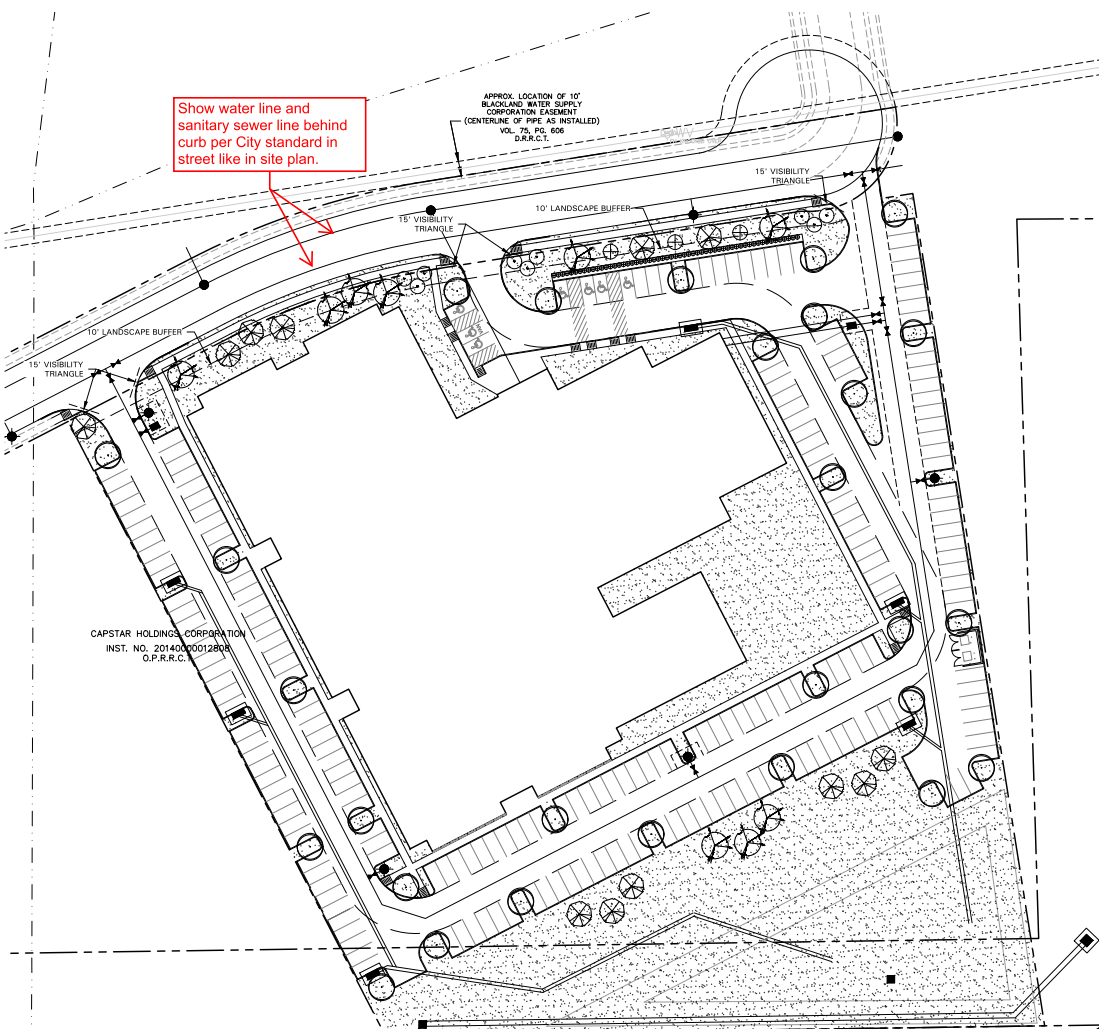 Show water line and
sanitary sewer line behind
curb per City standard in
street like in site plan.
APPROX. LOCATION OF 10'
BLACKLAND WATER SUPPLY
CORPORATION EASEMENT
(CENTERLINE OF PIPE AS INSTALLED)
VOL. 75, PG. 606
D.R.R.C.T.
15' VISIBILITY
TRIANGLE
10' LANDSCAPE BUFFER
15' VISIBILITY
TRIANGLE
10' LANDSCAPE BUFFER
15' VISIBILITY
TRIANGLE
CAPSTAR HOLDINGS CORPORATION
INST. NO. 20140000012808
O.P.R.R.C.T.